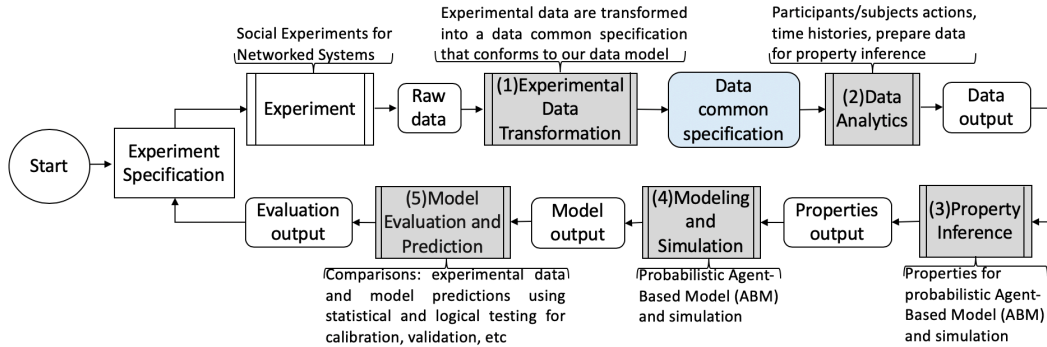 Social Experiments for
Networked Systems
Experimental data are transformed
into a data common specification
that conforms to our data model
Participants/subjects actions,
time histories, prepare data
for property inference
Start
Experiment
Specification
Experiment
Raw
data
(1)Experimental
Data
Transformation
Data
common
specification
(2)Data
Analytics
Data
output
(3)Property
Inference
Properties
output
(4)Modeling
and
Simulation
Model
output
(5)Model
Evaluation and
Prediction
Evaluation
output
Comparisons: experimental data
and model predictions using
statistical and logical testing for
calibration, validation, etc
Probabilistic Agent-
Based Model (ABM)
and simulation
Properties for
probabilistic Agent-
Based Model (ABM)
and simulation